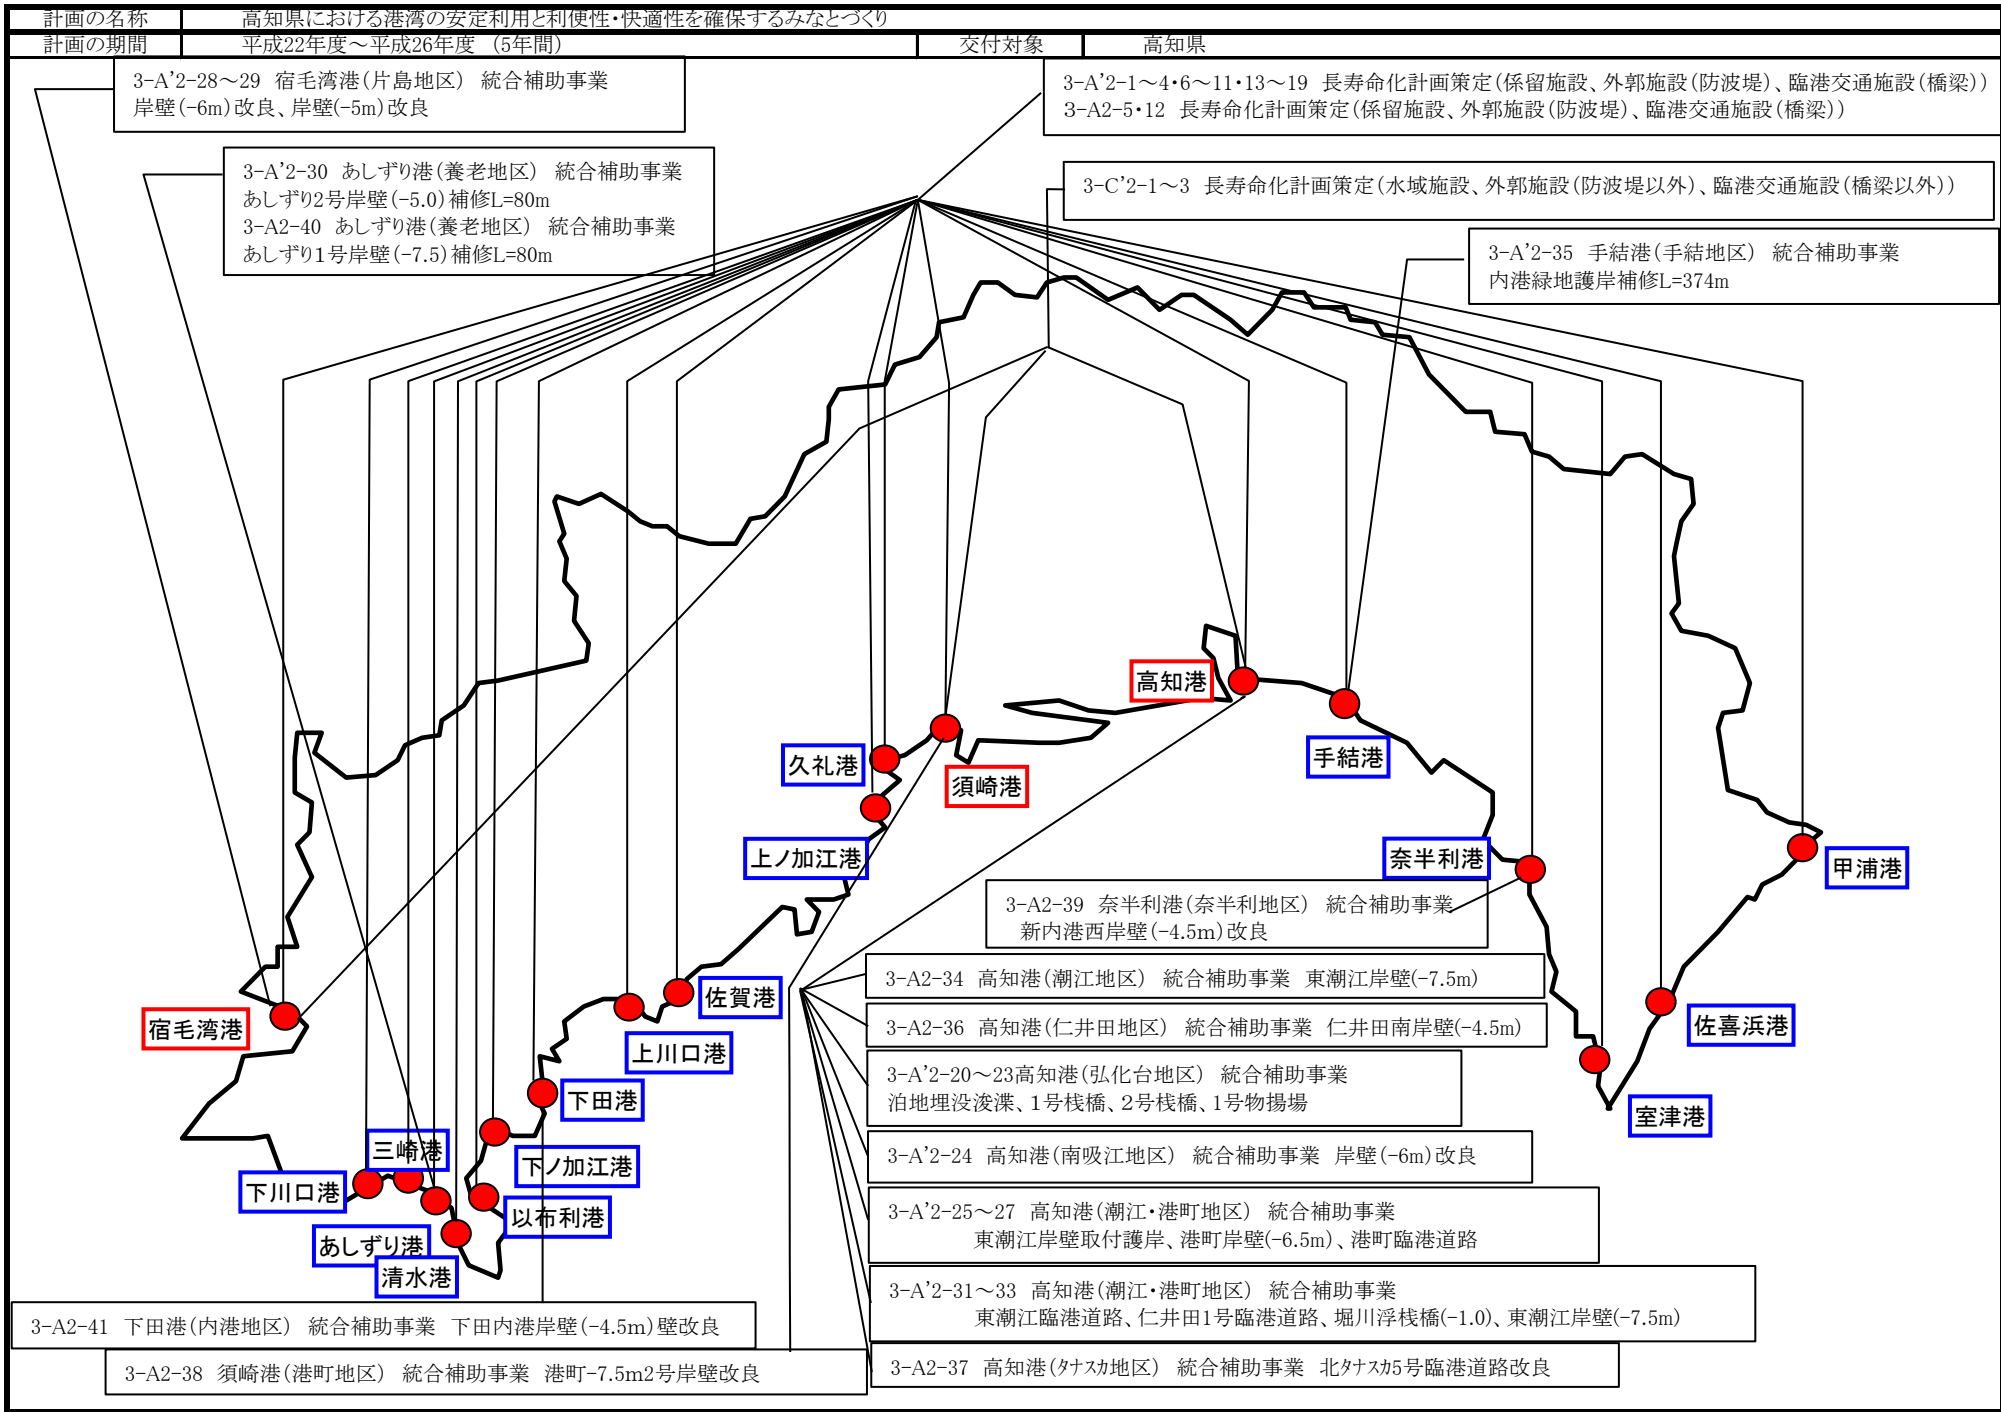 計画の名称 高知県における港湾の安定利用と利便性・快適性を確保するみなとづくり
計画の期間 平成22年度～平成26年度 (5年間) 交付対象 高知県
3-A'2-28～29 宿毛湾港(片島地区) 統合補助事業
岸壁(-6m)改良、岸壁(-5m)改良
3-A'2-1～4・6～11・13～19 長寿命化計画策定(係留施設、外郭施設(防波堤)、臨港交通施設(橋梁))
3-A2-5・12 長寿命化計画策定(係留施設、外郭施設(防波堤)、臨港交通施設(橋梁))
3-A'2-30 あしずり港(養老地区) 統合補助事業
あしずり2号岸壁(-5.0)補修L=80m
3-A2-40 あしずり港(養老地区) 統合補助事業
あしずり1号岸壁(-7.5)補修L=80m
3-C'2-1～3 長寿命化計画策定(水域施設、外郭施設(防波堤以外)、臨港交通施設(橋梁以外))
3-A'2-35 手結港(手結地区) 統合補助事業
内港緑地護岸補修L=374m
高知港
手結港
久礼港
須崎港
上ノ加江港
奈半利港
甲浦港
3-A2-39 奈半利港(奈半利地区) 統合補助事業
新内港西岸壁(-4.5m)改良
3-A2-34 高知港(潮江地区) 統合補助事業 東潮江岸壁(-7.5m)
佐賀港
宿毛湾港
3-A2-36 高知港(仁井田地区) 統合補助事業 仁井田南岸壁(-4.5m)
佐喜浜港
上川口港
3-A'2-20～23高知港(弘化台地区) 統合補助事業
泊地埋没浚渫、1号桟橋、2号桟橋、1号物揚場
下田港
室津港
三崎港
下ノ加江港
3-A'2-24 高知港(南吸江地区) 統合補助事業 岸壁(-6m)改良
下川口港
以布利港
3-A'2-25～27 高知港(潮江・港町地区) 統合補助事業
東潮江岸壁取付護岸、港町岸壁(-6.5m)、港町臨港道路
あしずり港
清水港
3-A'2-31～33 高知港(潮江・港町地区) 統合補助事業
東潮江臨港道路、仁井田1号臨港道路、堀川浮桟橋(-1.0)、東潮江岸壁(-7.5m)
3-A2-41 下田港(内港地区) 統合補助事業 下田内港岸壁(-4.5m)壁改良
3-A2-38 須崎港(港町地区) 統合補助事業 港町-7.5m2号岸壁改良
3-A2-37 高知港(ﾀﾅｽｶ地区) 統合補助事業 北ﾀﾅｽｶ5号臨港道路改良